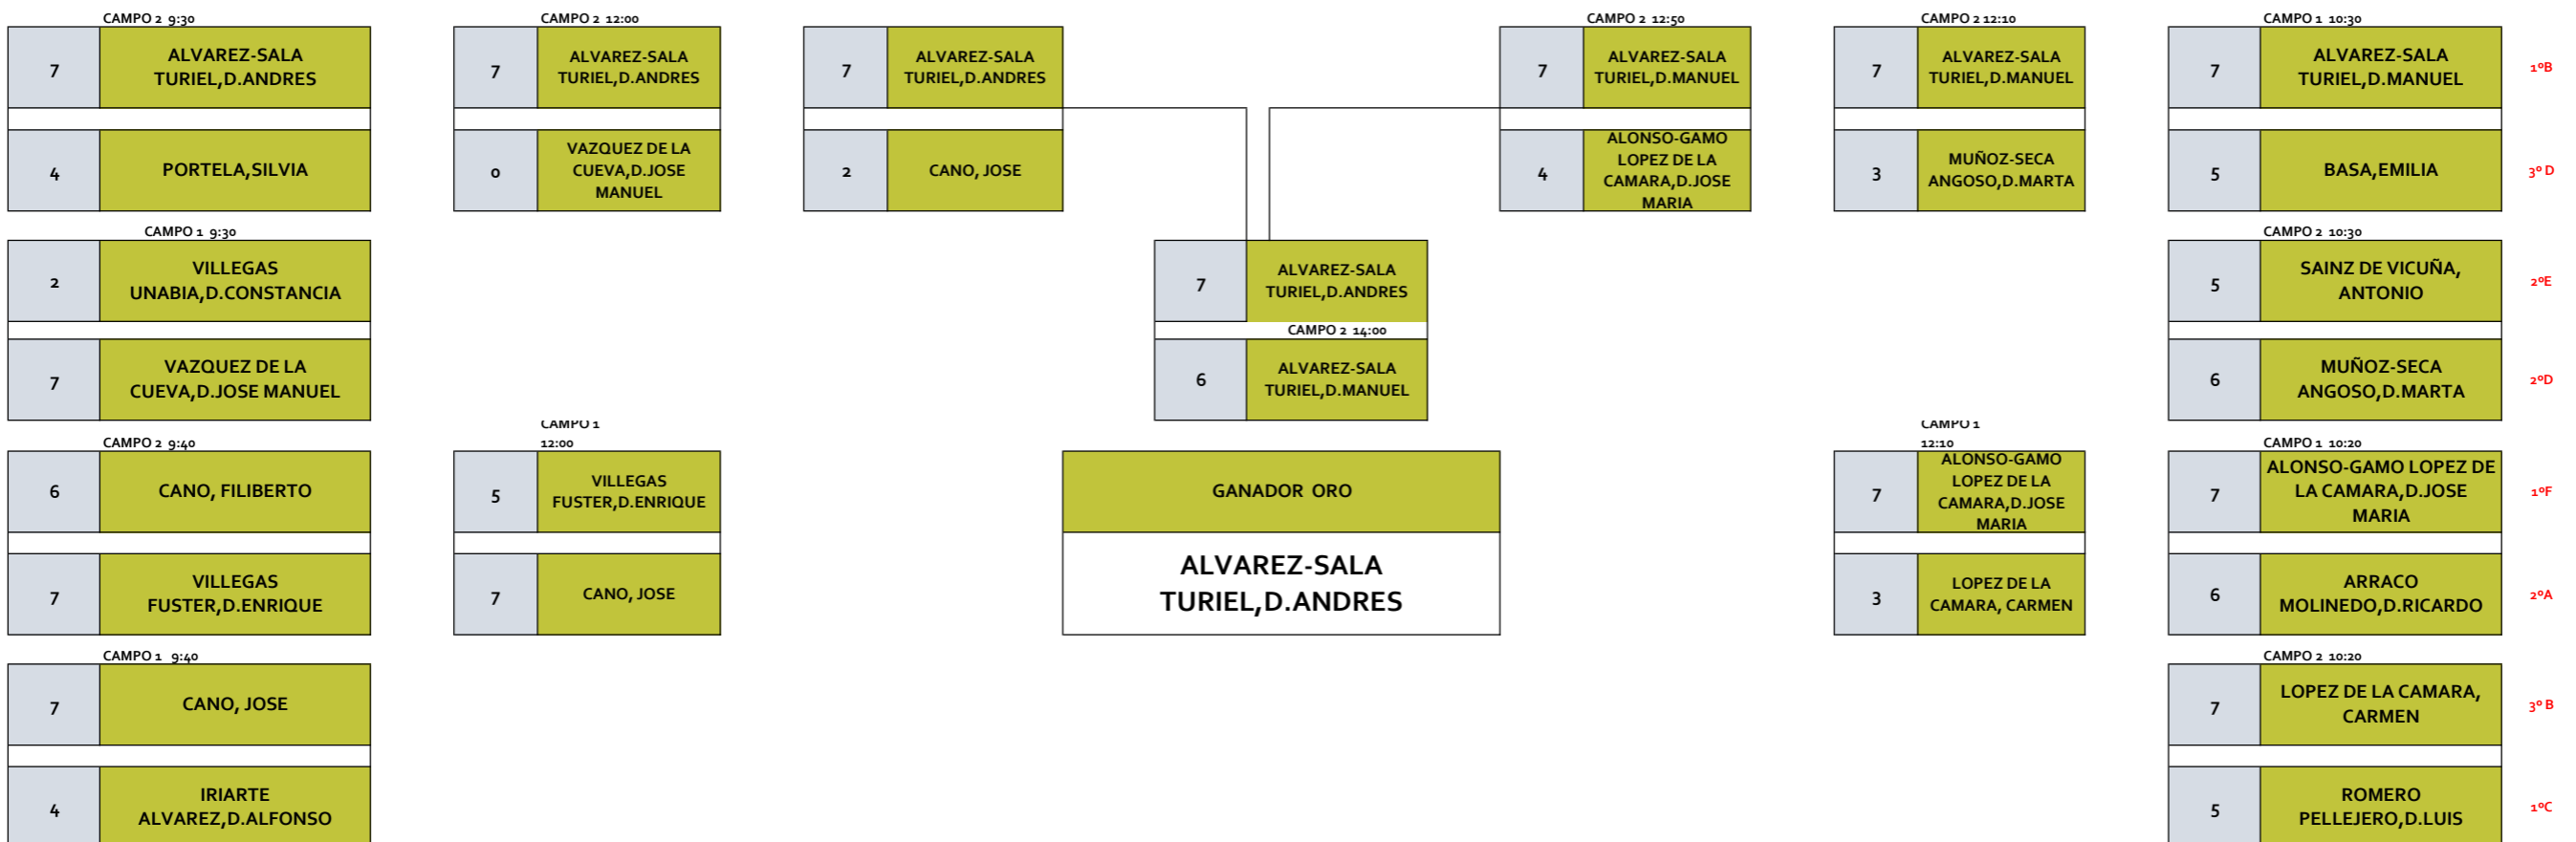 CAMPO 2 9:30
7
ALVAREZ-SALA
TURIEL,D.ANDRES
4
PORTELA,SILVIA
CAMPO 1 9:30
2
VILLEGAS
UNABIA,D.CONSTANCIA
7
VAZQUEZ DE LA
CUEVA,D.JOSE MANUEL
CAMPO 2 9:40
6
CANO, FILIBERTO
7
VILLEGAS
FUSTER,D.ENRIQUE
CAMPO 1 9:40
7
CANO, JOSE
4
IRIARTE
ALVAREZ,D.ALFONSO
CAMPO 2 12:00
7
ALVAREZ-SALA
TURIEL,D.ANDRES
0
VAZQUEZ DE LA
CUEVA,D.JOSE
MANUEL
CAMPO 1
12:00
5
VILLEGAS
FUSTER,D.ENRIQUE
7
CANO, JOSE
7
ALVAREZ-SALA
TURIEL,D.ANDRES
2
CANO, JOSE
7
ALVAREZ-SALA
TURIEL,D.ANDRES
CAMPO 2 14:00
6
ALVAREZ-SALA
TURIEL,D.MANUEL
GANADOR ORO
ALVAREZ-SALA
TURIEL,D.ANDRES
CAMPO 2 12:50
7
ALVAREZ-SALA
TURIEL,D.MANUEL
4
ALONSO-GAMO
LOPEZ DE LA
CAMARA,D.JOSE
MARIA
CAMPO 2 12:10
7
ALVAREZ-SALA
TURIEL,D.MANUEL
3
MUÑOZ-SECA
ANGOSO,D.MARTA
CAMPO 1
12:10
7
ALONSO-GAMO
LOPEZ DE LA
CAMARA,D.JOSE
MARIA
3
LOPEZ DE LA
CAMARA, CARMEN
CAMPO 1 10:30
7
ALVAREZ-SALA
TURIEL,D.MANUEL
1ºB
5
BASA,EMILIA
3º D
CAMPO 2 10:30
5
SAINZ DE VICUÑA,
ANTONIO
2ºE
6
MUÑOZ-SECA
ANGOSO,D.MARTA
2ºD
CAMPO 1 10:20
7
ALONSO-GAMO LOPEZ DE
LA CAMARA,D.JOSE
MARIA
1ºF
6
ARRACO
MOLINEDO,D.RICARDO
2ºA
CAMPO 2 10:20
7
LOPEZ DE LA CAMARA,
CARMEN
3º B
5
ROMERO
PELLEJERO,D.LUIS
1ºC